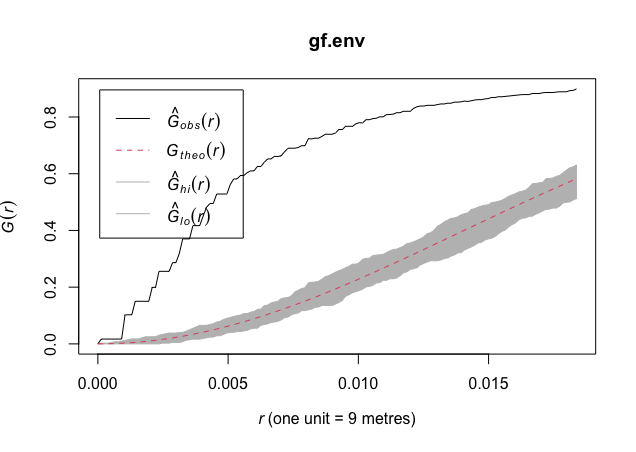 gf.env
G(r)
0.0 0.2 0.4 0.6 0.8
Ĝobs(r)
Gtheo(r)
Ĝhi(r)
Ĝlo(r)
0.000 0.005 0.010 0.015
r (one unit = 9 metres)